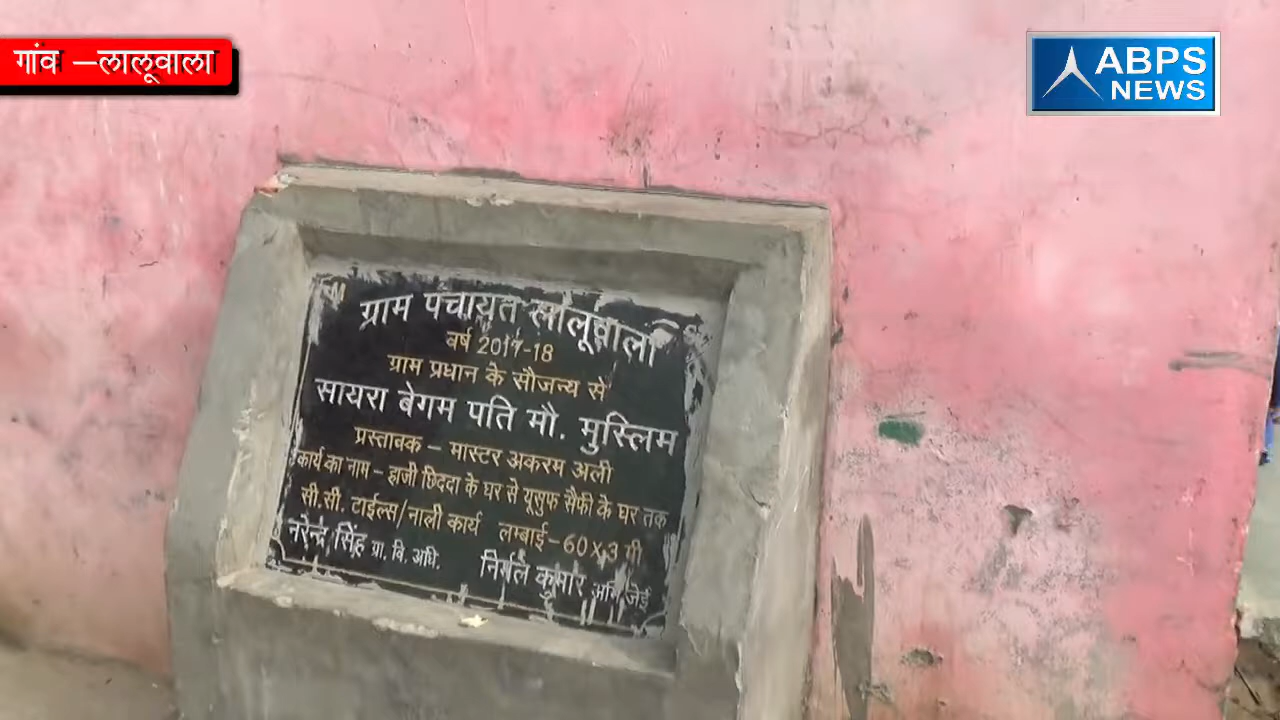 गांव –लालूवाला
ABPS
NEWS
ग्राम पंचायत लालूवाला
वर्ष 2017-18
ग्राम प्रधान के सौजन्य से
सायरा बेगम पति मौ. मुस्लिम
प्रस्तावक – मास्टर अकरम अली
कार्य का नाम – हाजी छिददा के घर से यूसुफ सैफी के घर तक
सी.सी. टाईल्स/नाली कार्य लम्बाई–60x3 मी
नरेन्द्र सिंह ग्रा. वि. अधि. निर्मल कुमार अभि जेई